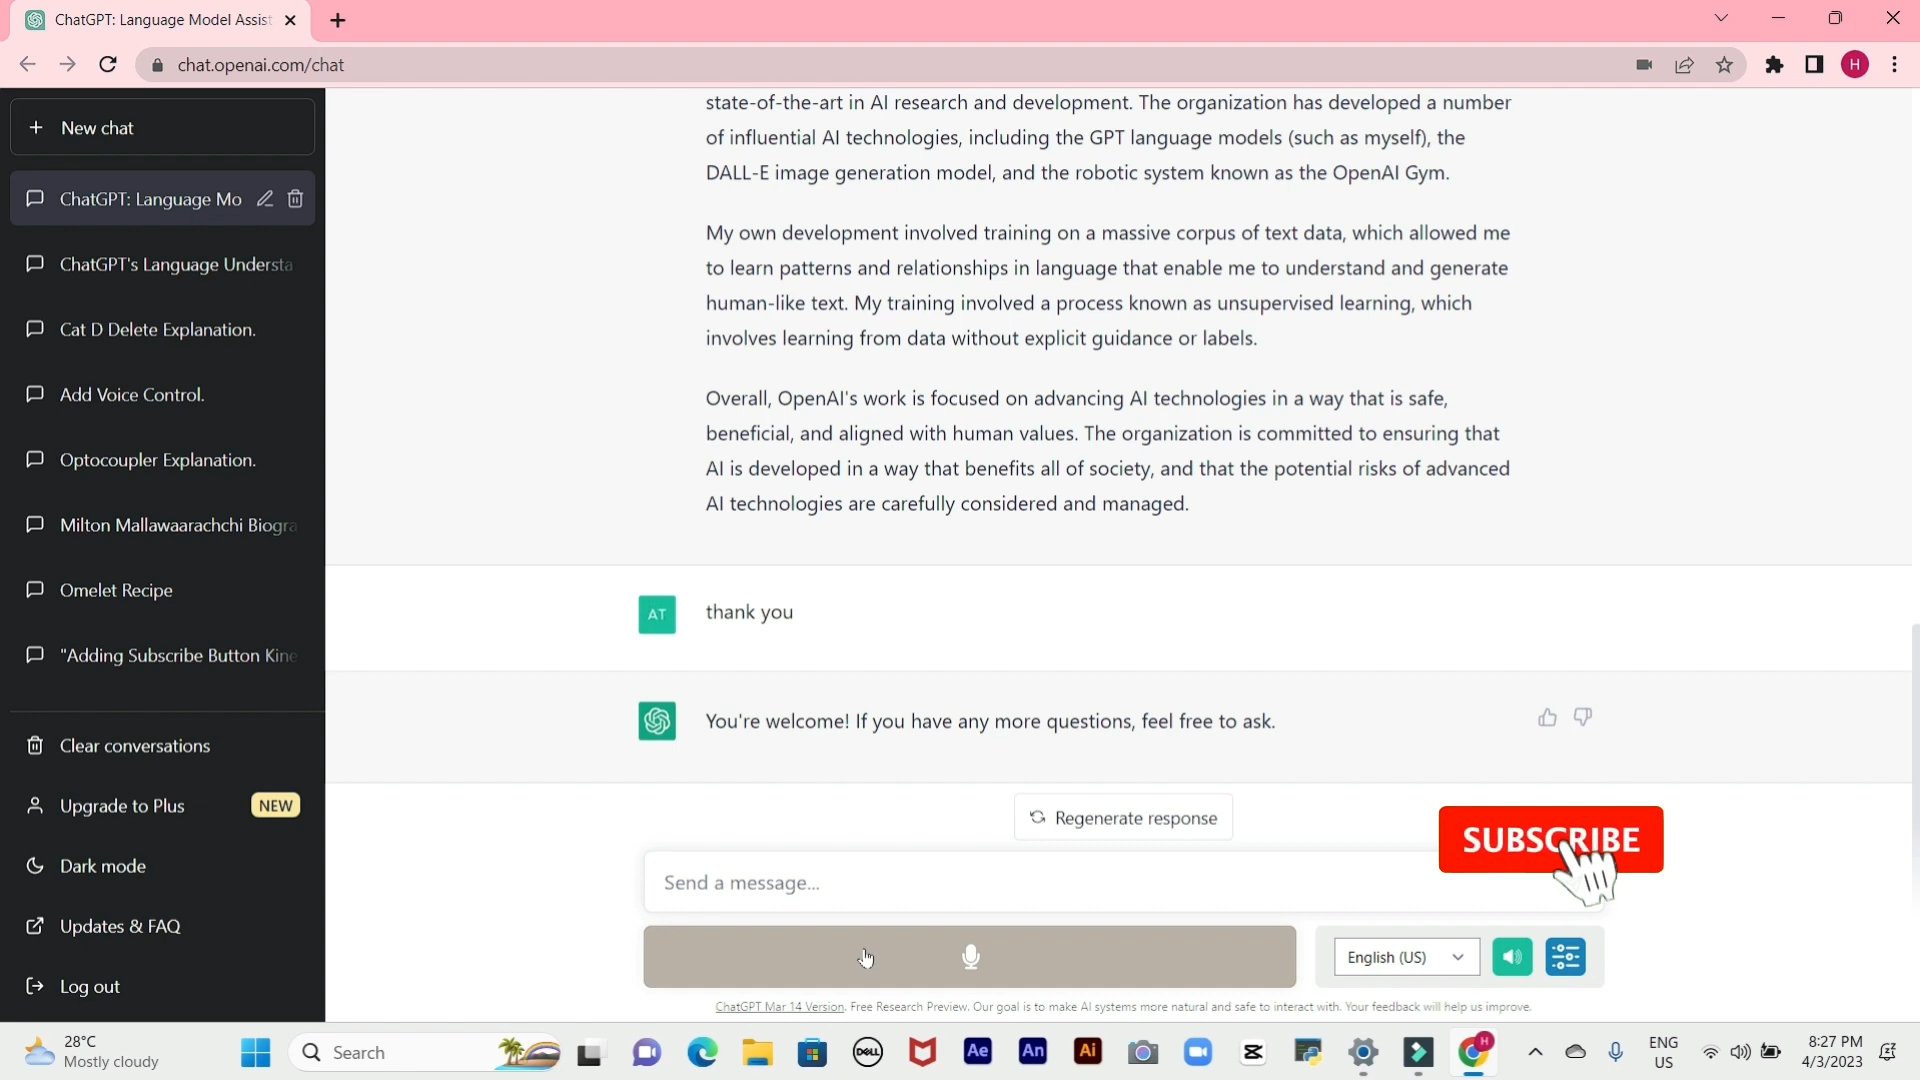 ChatGPT: Language Model Assist
chat.openai.com/chat
H
New chat
ChatGPT: Language Mo
ChatGPT's Language Understa
Cat D Delete Explanation.
Add Voice Control.
Optocoupler Explanation.
Milton Mallawaarachchi Biogra
Omelet Recipe
"Adding Subscribe Button Kine
Clear conversations
Upgrade to Plus NEW
Dark mode
Updates & FAQ
Log out
state-of-the-art in AI research and development. The organization has developed a number
of influential AI technologies, including the GPT language models (such as myself), the
DALL-E image generation model, and the robotic system known as the OpenAI Gym.
My own development involved training on a massive corpus of text data, which allowed me
to learn patterns and relationships in language that enable me to understand and generate
human-like text. My training involved a process known as unsupervised learning, which
involves learning from data without explicit guidance or labels.
Overall, OpenAI's work is focused on advancing AI technologies in a way that is safe,
beneficial, and aligned with human values. The organization is committed to ensuring that
AI is developed in a way that benefits all of society, and that the potential risks of advanced
AI technologies are carefully considered and managed.
AT thank you
You're welcome! If you have any more questions, feel free to ask.
Regenerate response
SUBSCRIBE
Send a message...
English (US)
ChatGPT Mar 14 Version. Free Research Preview. Our goal is to make AI systems more natural and safe to interact with. Your feedback will help us improve.
28°C
Mostly cloudy
Search
DELL
Ae
An
Ai
H
ENG
US
8:27 PM
4/3/2023